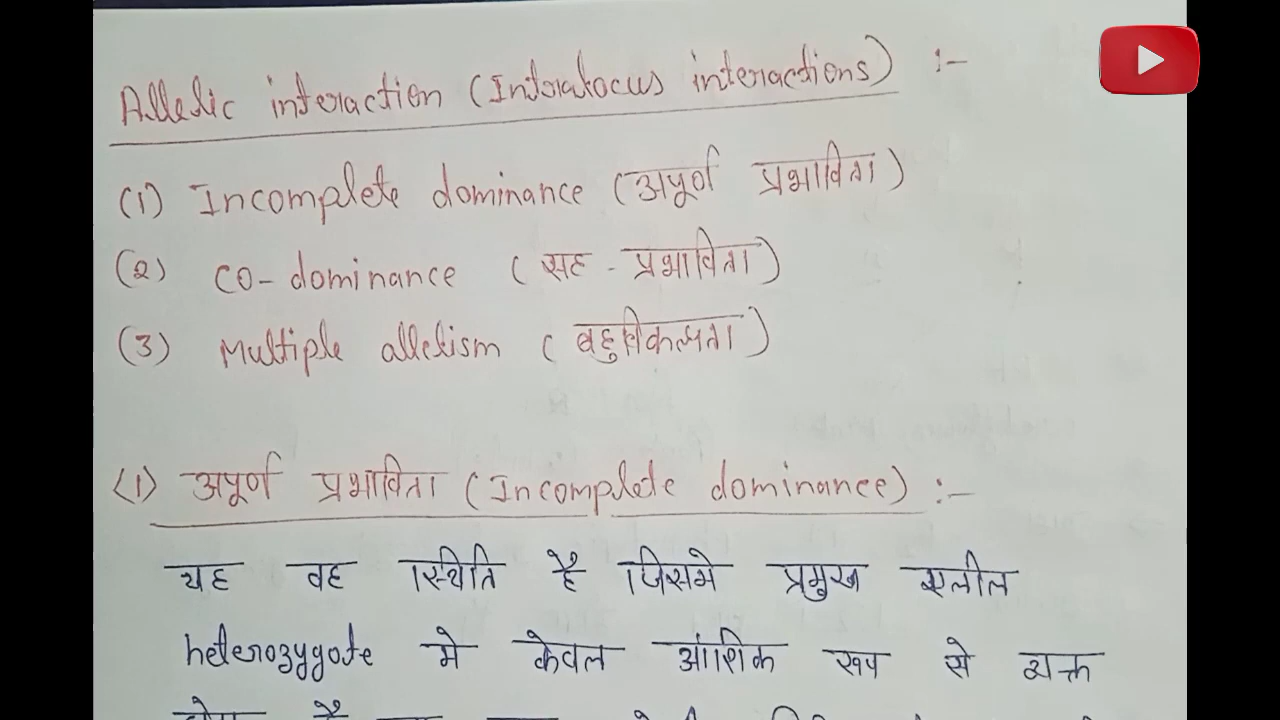 Allelic interaction (Intralocus interactions) :-
(1) Incomplete dominance (अपूर्ण प्रभाविता)
(2) Co-dominance (सह-प्रभाविता)
(3) Multiple allelism (बहुविकल्पता)
(1) अपूर्ण प्रभाविता (Incomplete dominance) :-
यह वह स्थिति है जिसमे प्रमुख एलील
heterozygote मे केवल आंशिक रूप से व्यक्त